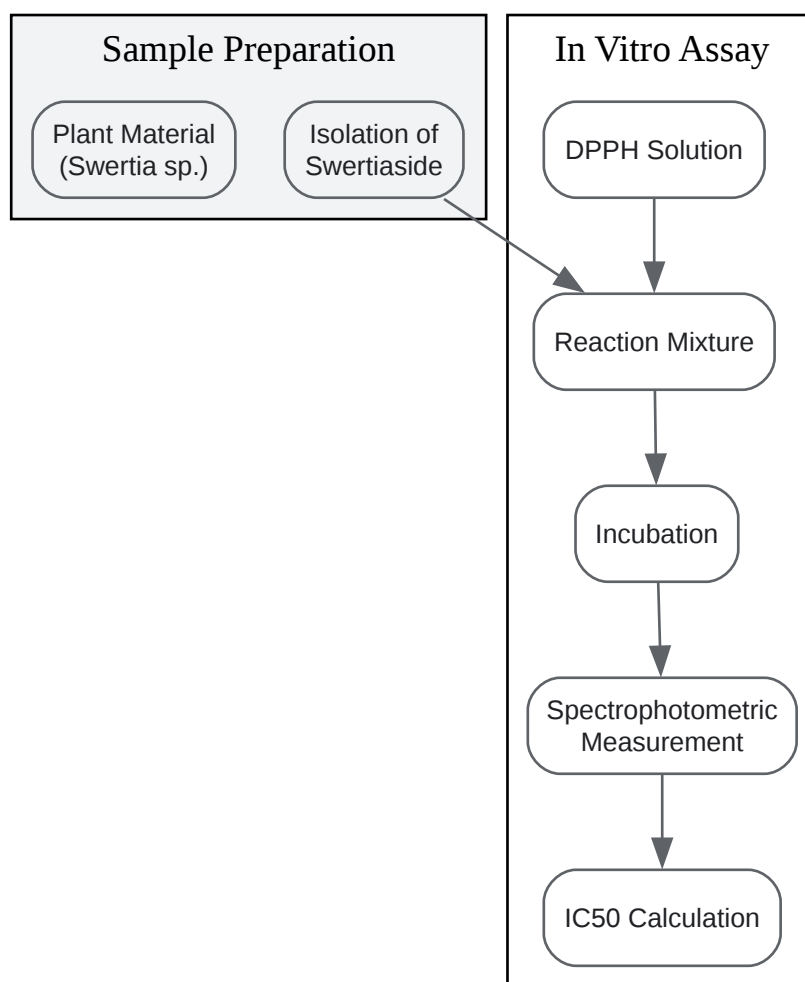 Sample Preparation
Plant Material
(Swertia sp.)
Isolation of
Swertiaside
In Vitro Assay
DPPH Solution
Reaction Mixture
Incubation
Spectrophotometric
Measurement
IC50 Calculation